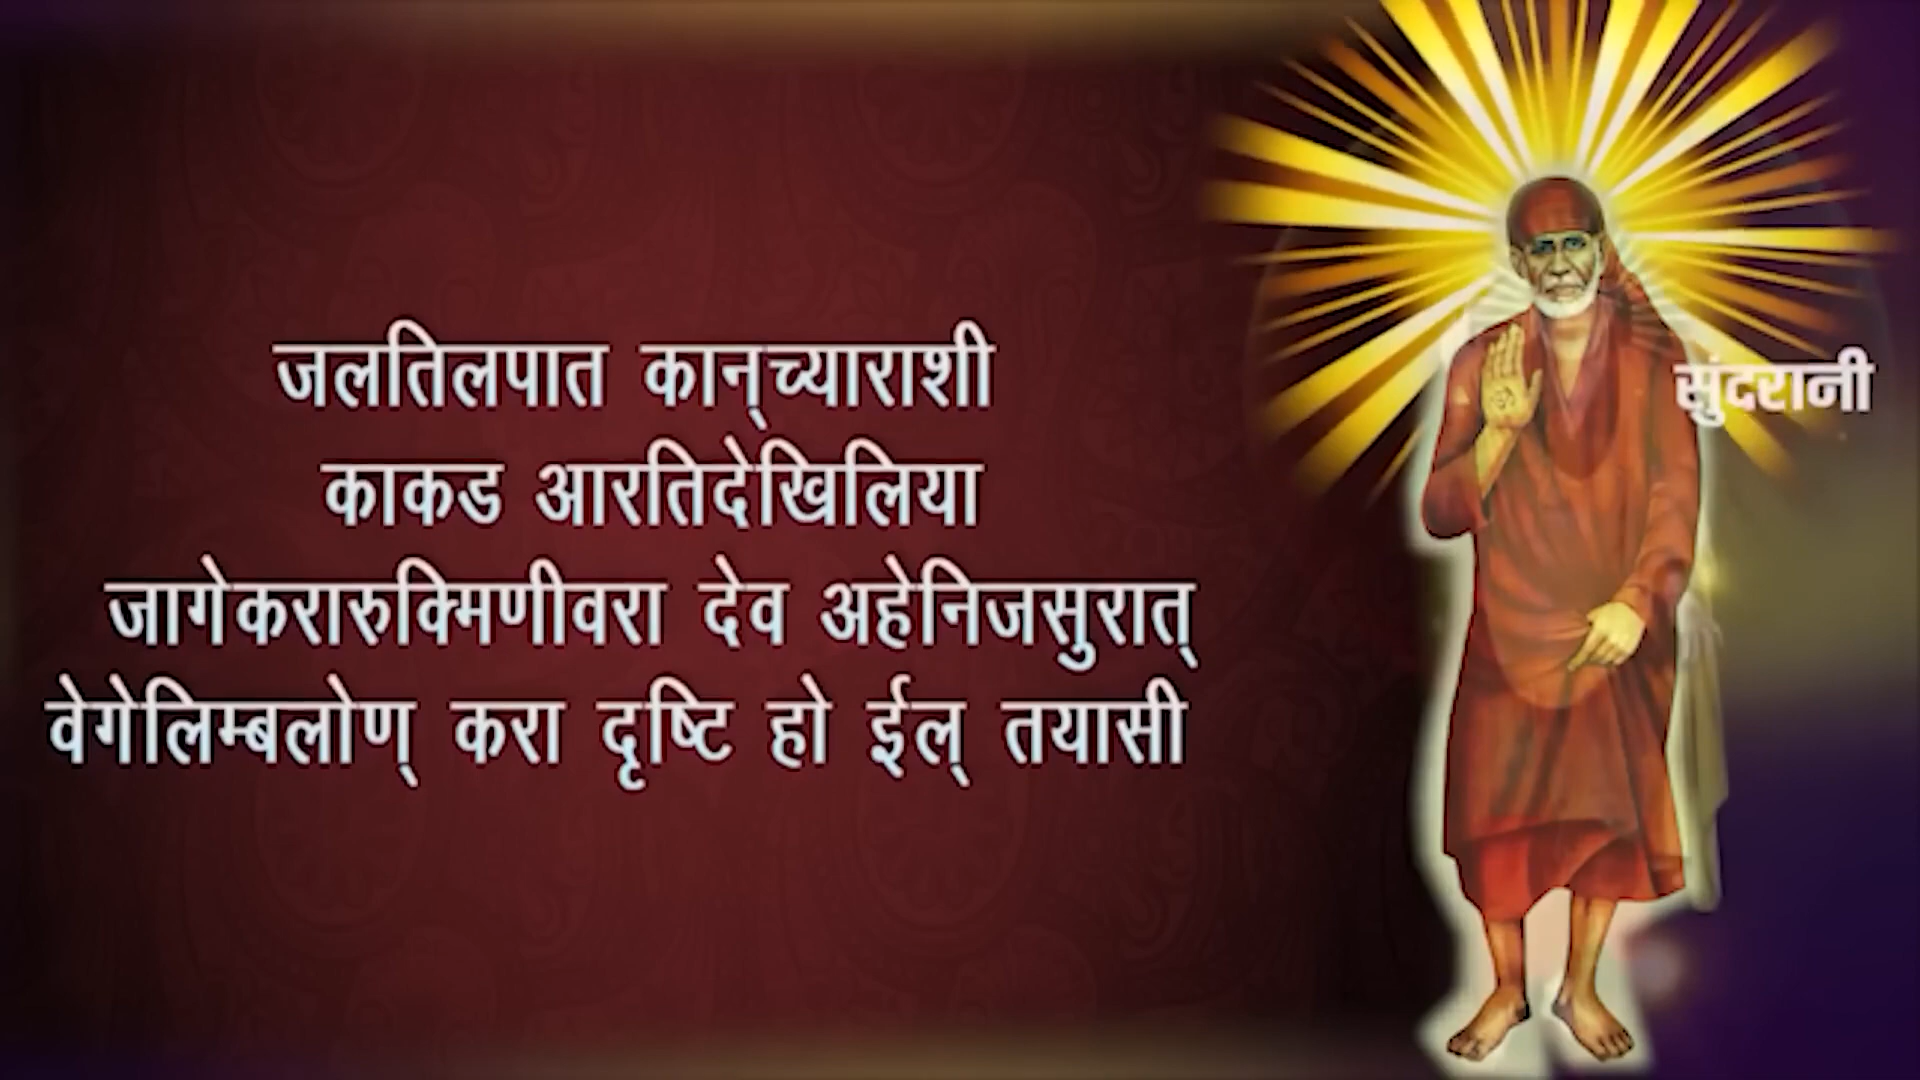 जलतिलपात कान्च्याराशी
काकड आरतिदेखिलिया
जागेकरारुक्मिणीवरा देव अहेनिजसुरात्
वेगेलिम्बलोण् करा दृष्टि हो ईल् तयासी
सुंदरानी